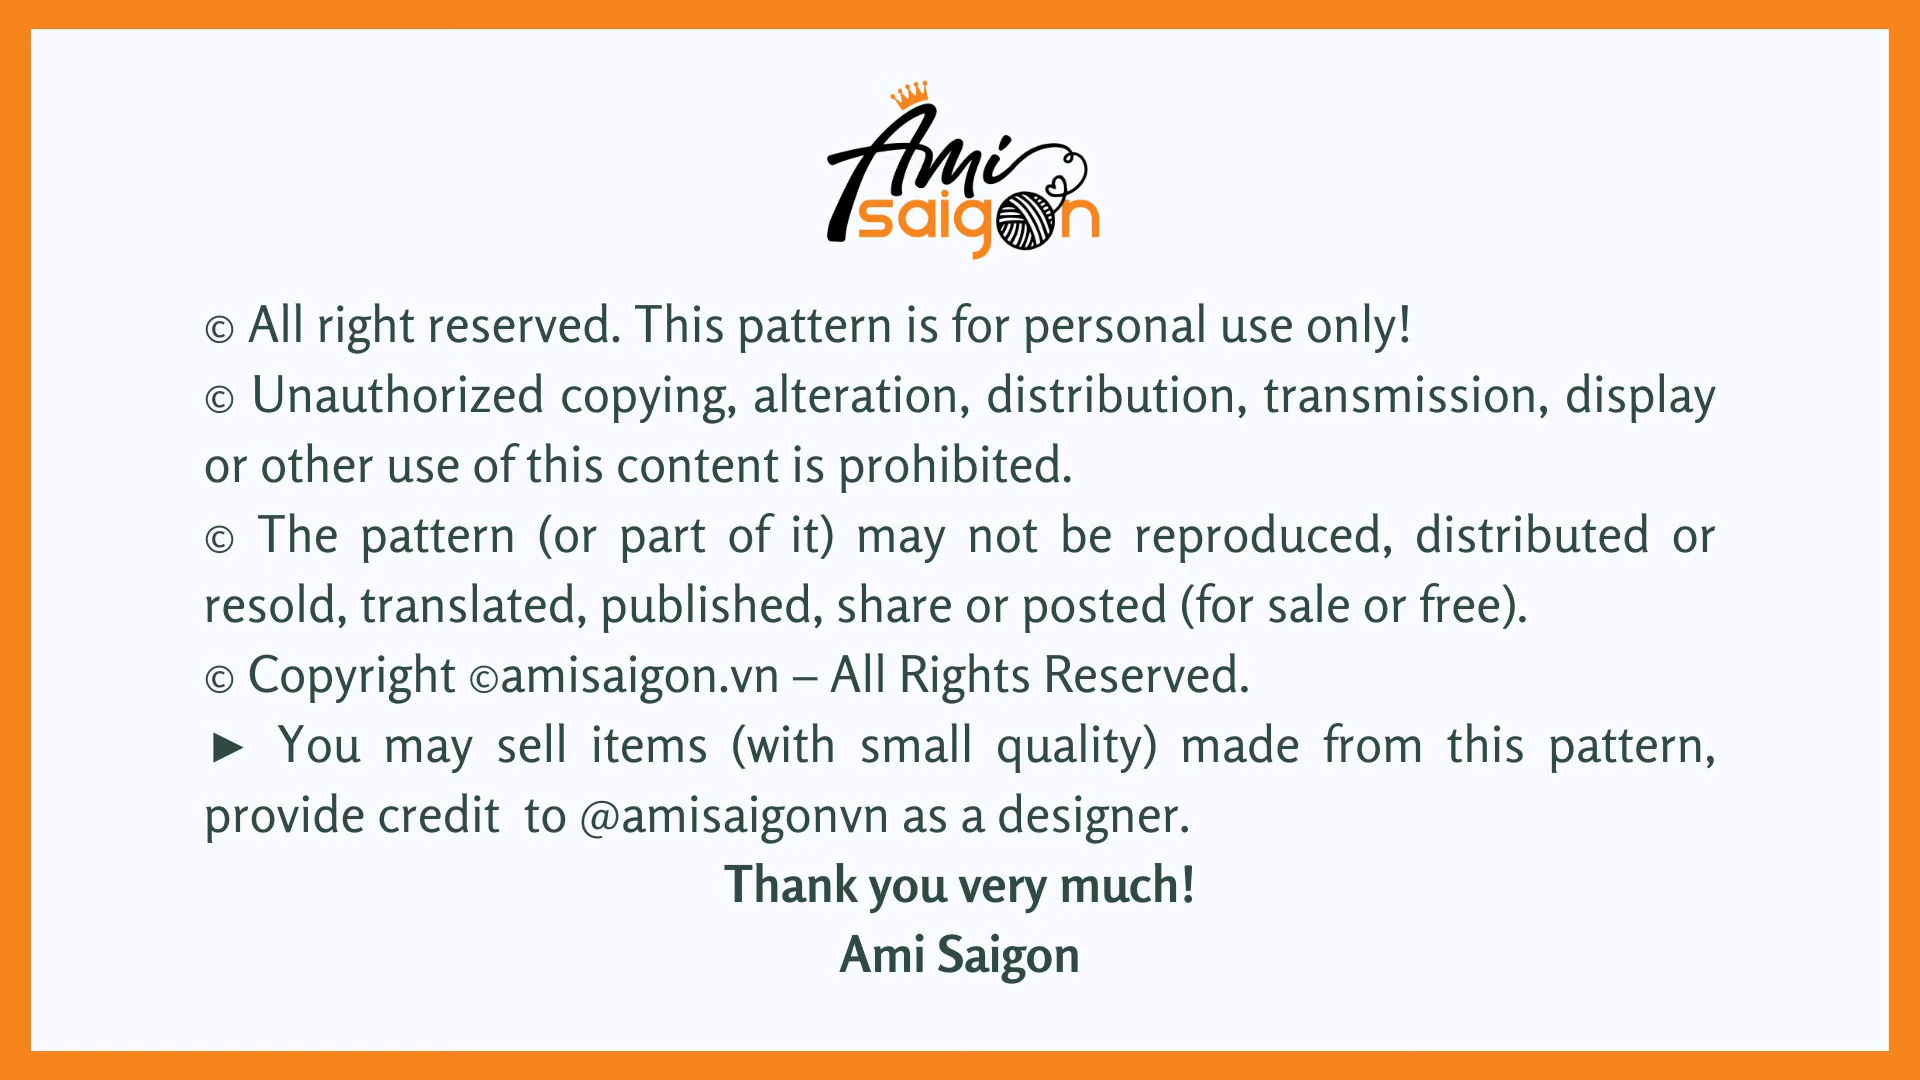 Ami
saigon
© All right reserved. This pattern is for personal use only!
© Unauthorized copying, alteration, distribution, transmission, display
or other use of this content is prohibited.
© The pattern (or part of it) may not be reproduced, distributed or
resold, translated, published, share or posted (for sale or free).
© Copyright ©amisaigon.vn – All Rights Reserved.
► You may sell items (with small quality) made from this pattern,
provide credit  to @amisaigonvn as a designer.
Thank you very much!
Ami Saigon